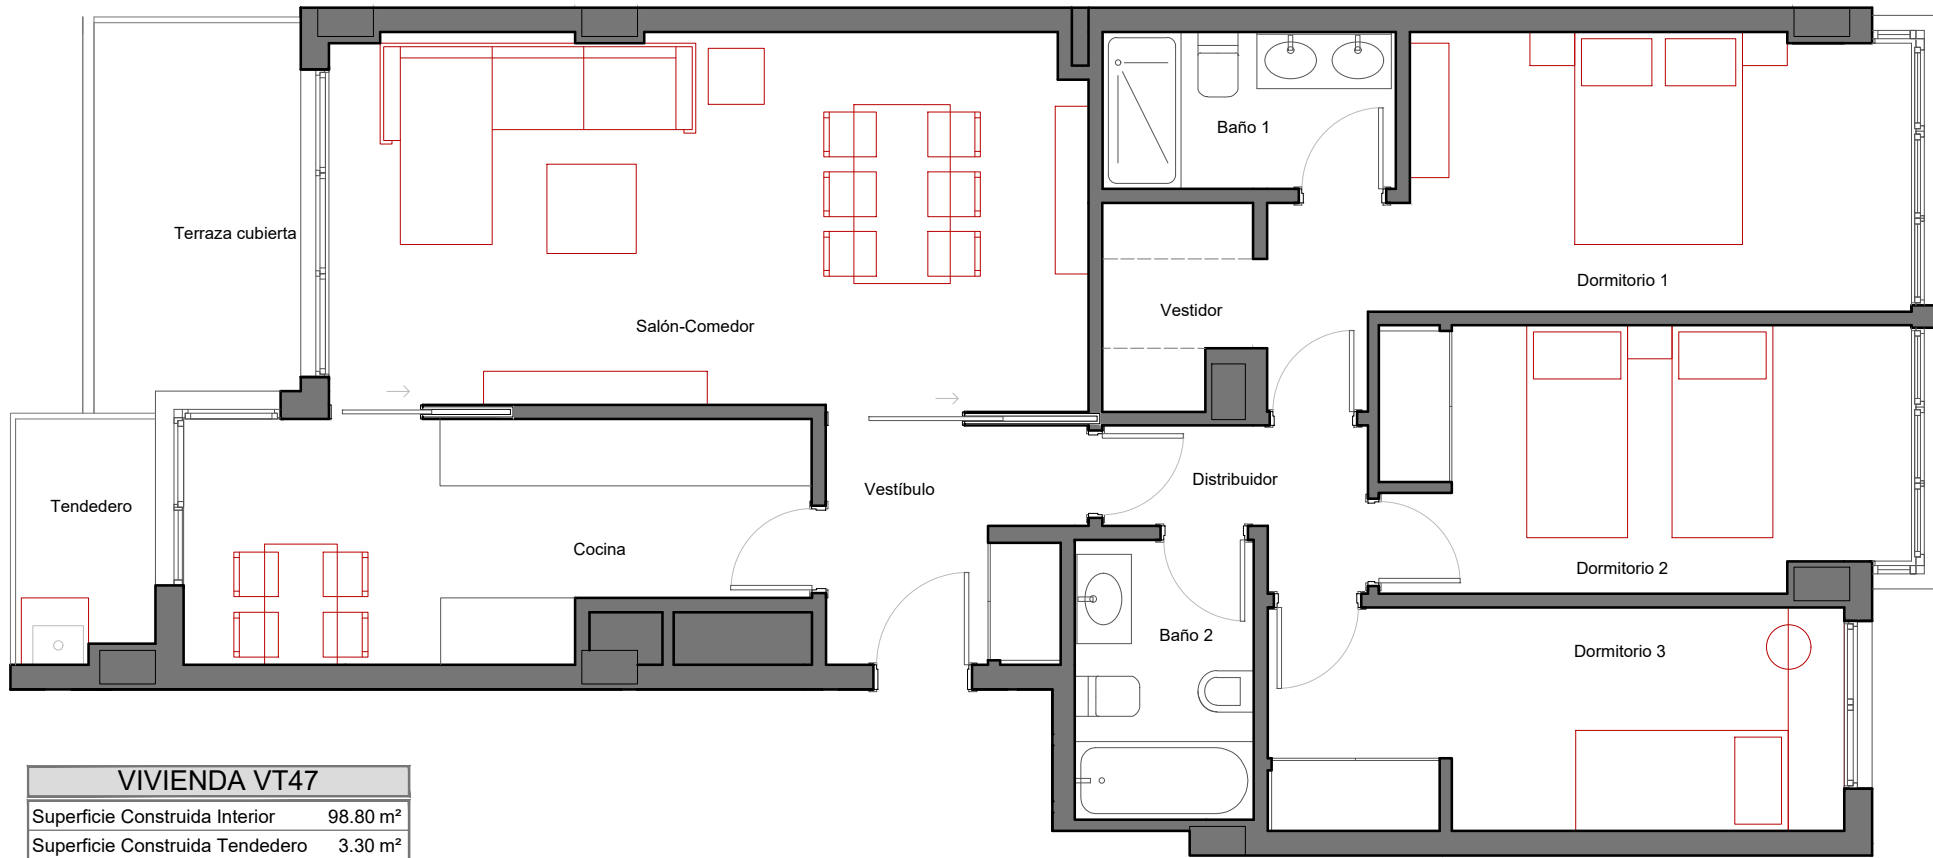 Baño 1
Terraza cubierta
Dormitorio 1
Vestidor
Salón-Comedor
Distribuidor
Vestíbulo
Tendedero
Cocina
Dormitorio 2
Baño 2
Dormitorio 3
VIVIENDA VT47
Superficie Construida Interior 98.80 m²
Superficie Construida Tendedero 3.30 m²